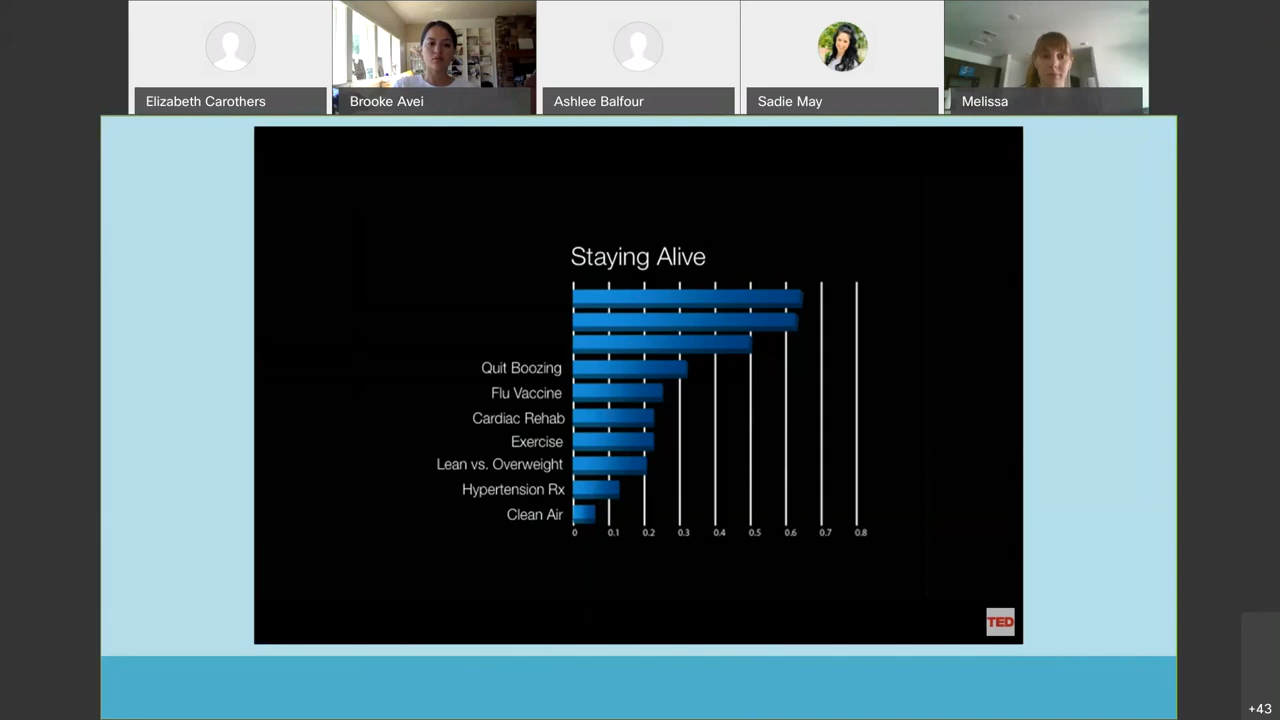 Elizabeth Carothers
Brooke Avei
Ashlee Balfour
Sadie May
Melissa
Staying Alive
Quit Boozing
Flu Vaccine
Cardiac Rehab
Exercise
Lean vs. Overweight
Hypertension Rx
Clean Air
0 0.1 0.2 0.3 0.4 0.5 0.6 0.7 0.8
TED
+43